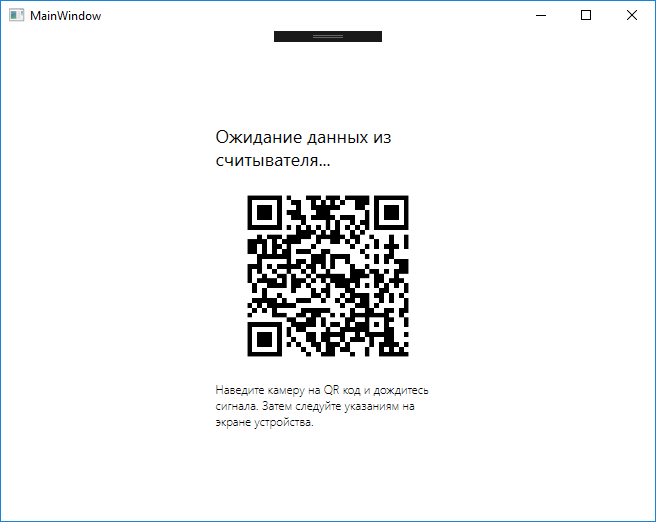 MainWindow
Ожидание данных из
считывателя...
Наведите камеру на QR код и дождитесь
сигнала. Затем следуйте указаниям на
экране устройства.